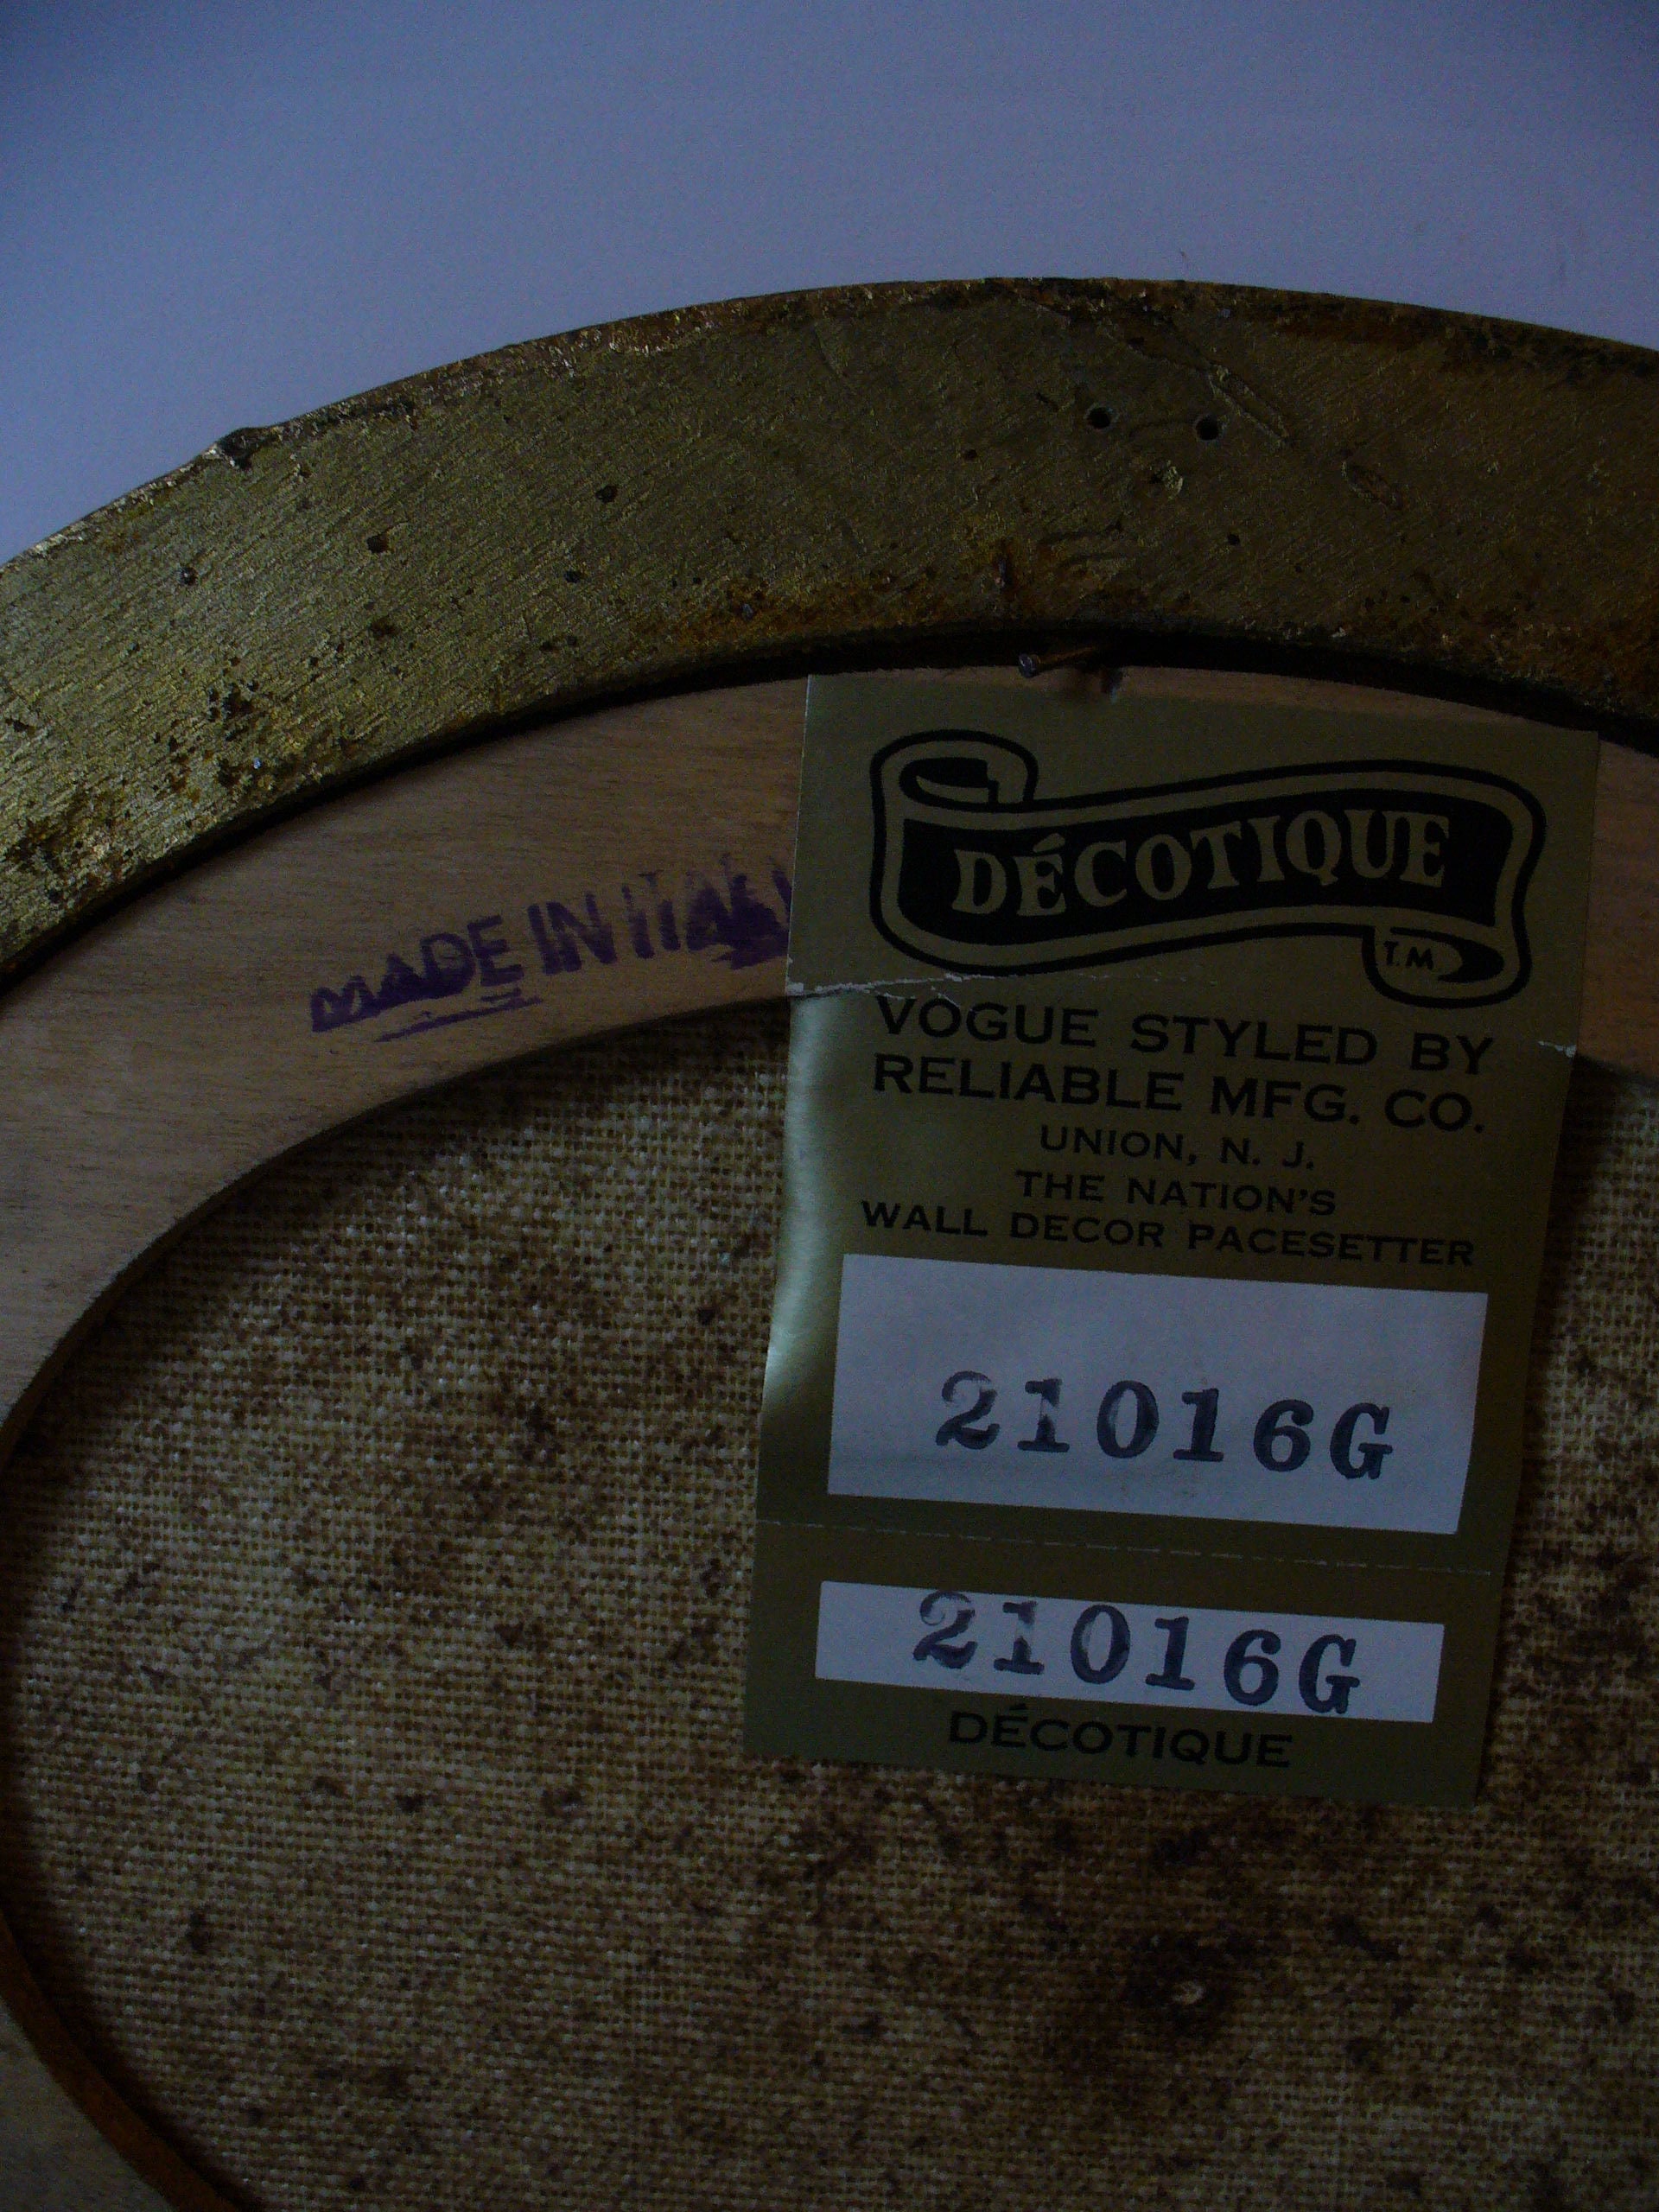 MADE IN ITALY
DÉCOTIQUE
T.M.
VOGUE STYLED BY
RELIABLE MFG. CO.
UNION, N. J.
THE NATION'S
WALL DECOR PACESETTER
21016G
21016G
DÉCOTIQUE